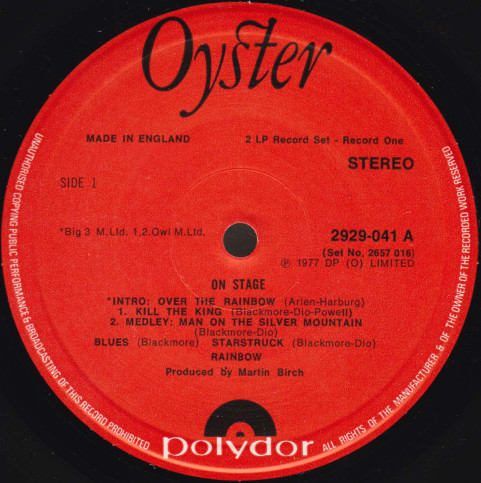 Oyster
MADE IN ENGLAND
2 LP Record Set - Record One
STEREO
SIDE 1
*Big 3 M.Ltd. 1,2.Owl M.Ltd.
2929-041 A
(Set No. 2657 016)
℗ 1977 DP (O) LIMITED
ON STAGE
*INTRO: OVER THE RAINBOW (Arlen-Harburg)
1. KILL THE KING (Blackmore-Dio-Powell)
2. MEDLEY: MAN ON THE SILVER MOUNTAIN
(Blackmore-Dio)
BLUES (Blackmore) STARSTRUCK (Blackmore-Dio)
RAINBOW
Produced by Martin Birch
polydor
UNAUTHORISED COPYING PUBLIC PERFORMANCE & BROADCASTING OF THIS RECORD PROHIBITED
ALL RIGHTS OF THE MANUFACTURER & OF THE OWNER OF THE RECORDED WORK RESERVED